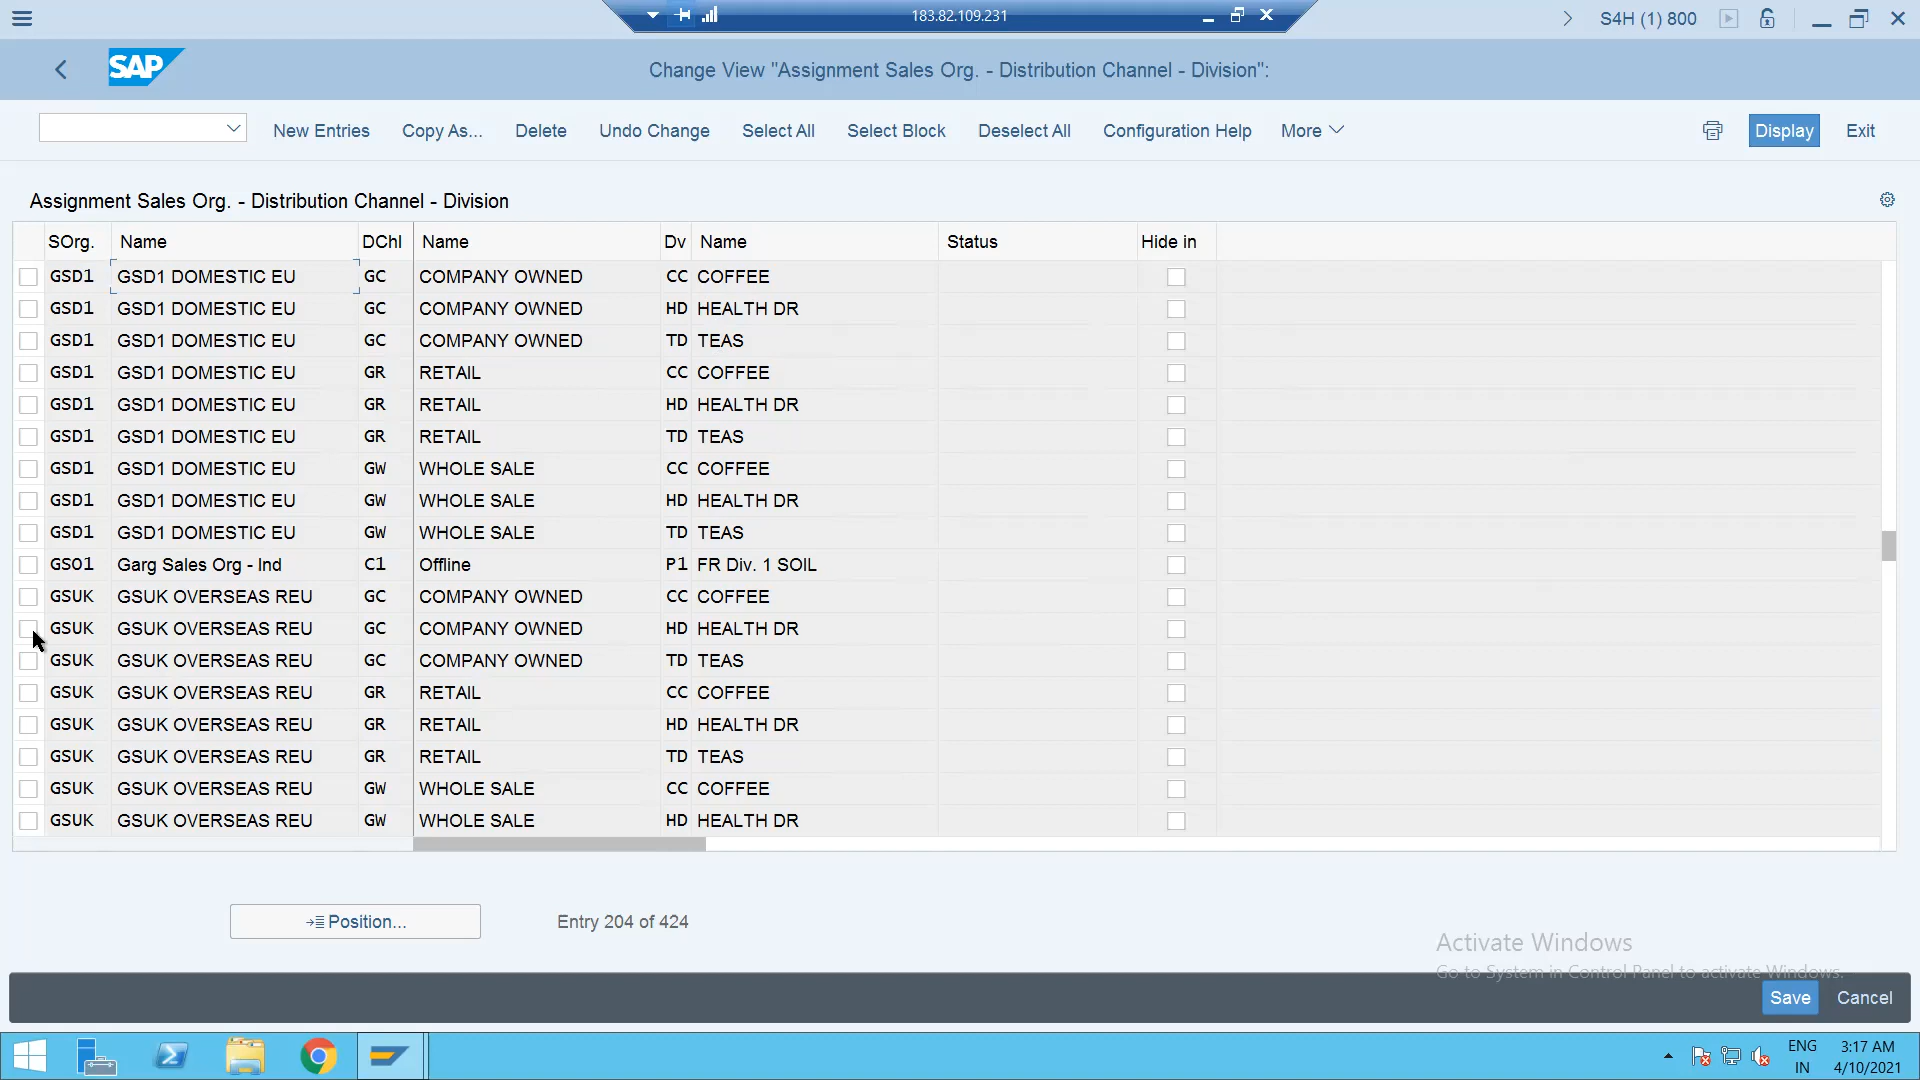 183.82.109.231
S4H (1) 800
SAP
Change View "Assignment Sales Org. - Distribution Channel - Division":
New Entries Copy As... Delete Undo Change Select All Select Block Deselect All Configuration Help More Display Exit
Assignment Sales Org. - Distribution Channel - Division
SOrg. Name DChl Name Dv Name Status Hide in
GSD1 GSD1 DOMESTIC EU GC COMPANY OWNED CC COFFEE
GSD1 GSD1 DOMESTIC EU GC COMPANY OWNED HD HEALTH DR
GSD1 GSD1 DOMESTIC EU GC COMPANY OWNED TD TEAS
GSD1 GSD1 DOMESTIC EU GR RETAIL CC COFFEE
GSD1 GSD1 DOMESTIC EU GR RETAIL HD HEALTH DR
GSD1 GSD1 DOMESTIC EU GR RETAIL TD TEAS
GSD1 GSD1 DOMESTIC EU GW WHOLE SALE CC COFFEE
GSD1 GSD1 DOMESTIC EU GW WHOLE SALE HD HEALTH DR
GSD1 GSD1 DOMESTIC EU GW WHOLE SALE TD TEAS
GSO1 Garg Sales Org - Ind C1 Offline P1 FR Div. 1 SOIL
GSUK GSUK OVERSEAS REU GC COMPANY OWNED CC COFFEE
GSUK GSUK OVERSEAS REU GC COMPANY OWNED HD HEALTH DR
GSUK GSUK OVERSEAS REU GC COMPANY OWNED TD TEAS
GSUK GSUK OVERSEAS REU GR RETAIL CC COFFEE
GSUK GSUK OVERSEAS REU GR RETAIL HD HEALTH DR
GSUK GSUK OVERSEAS REU GR RETAIL TD TEAS
GSUK GSUK OVERSEAS REU GW WHOLE SALE CC COFFEE
GSUK GSUK OVERSEAS REU GW WHOLE SALE HD HEALTH DR
Position... Entry 204 of 424
Activate Windows
Go to System in Control Panel to activate Windows.
Save Cancel
ENG 3:17 AM
IN 4/10/2021